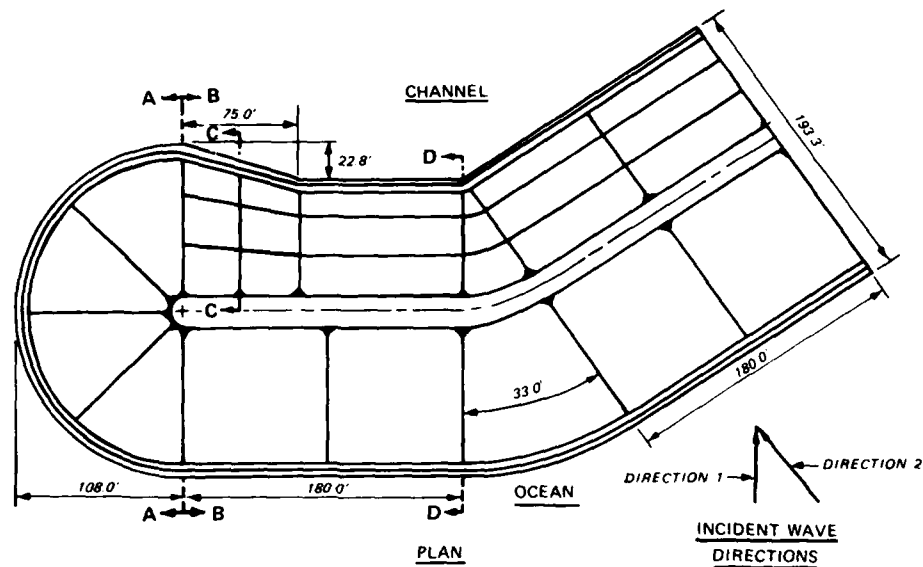 CHANNEL
A B
75 0'
C
22.8'
D
193.3'
C
33 0'
180 0'
108 0'
180 0'
A B
D
OCEAN
PLAN
DIRECTION 1
DIRECTION 2
INCIDENT WAVE
DIRECTIONS